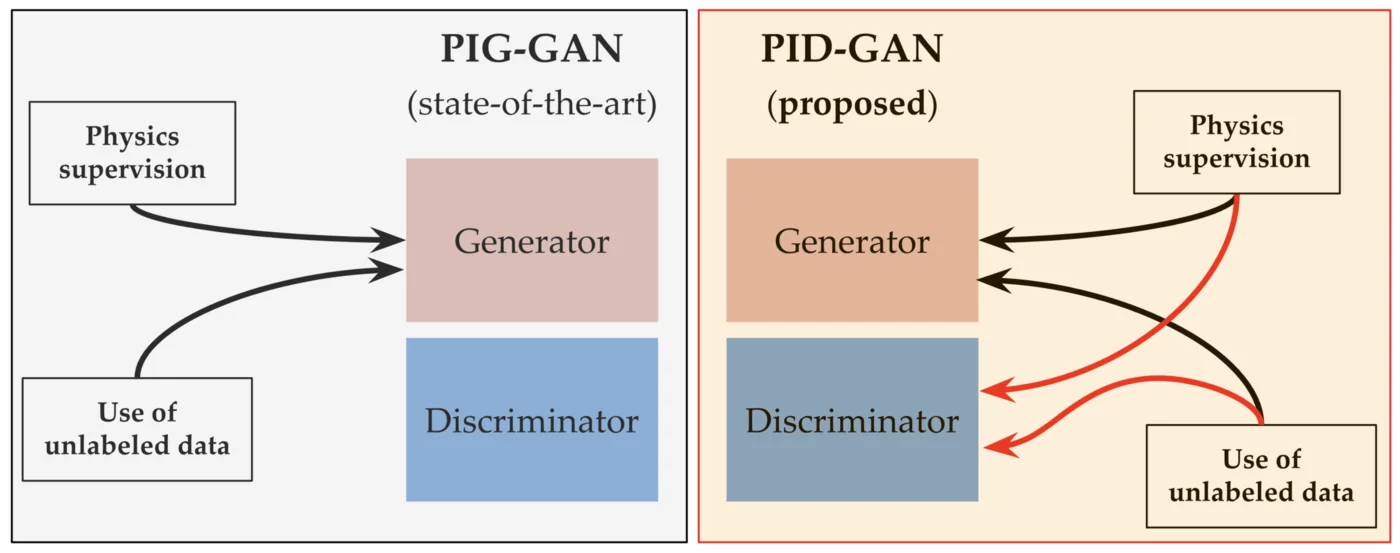 PIG-GAN
(state-of-the-art)
Physics
supervision
Generator
Discriminator
Use of
unlabeled data
PID-GAN
(proposed)
Physics
supervision
Generator
Discriminator
Use of
unlabeled data